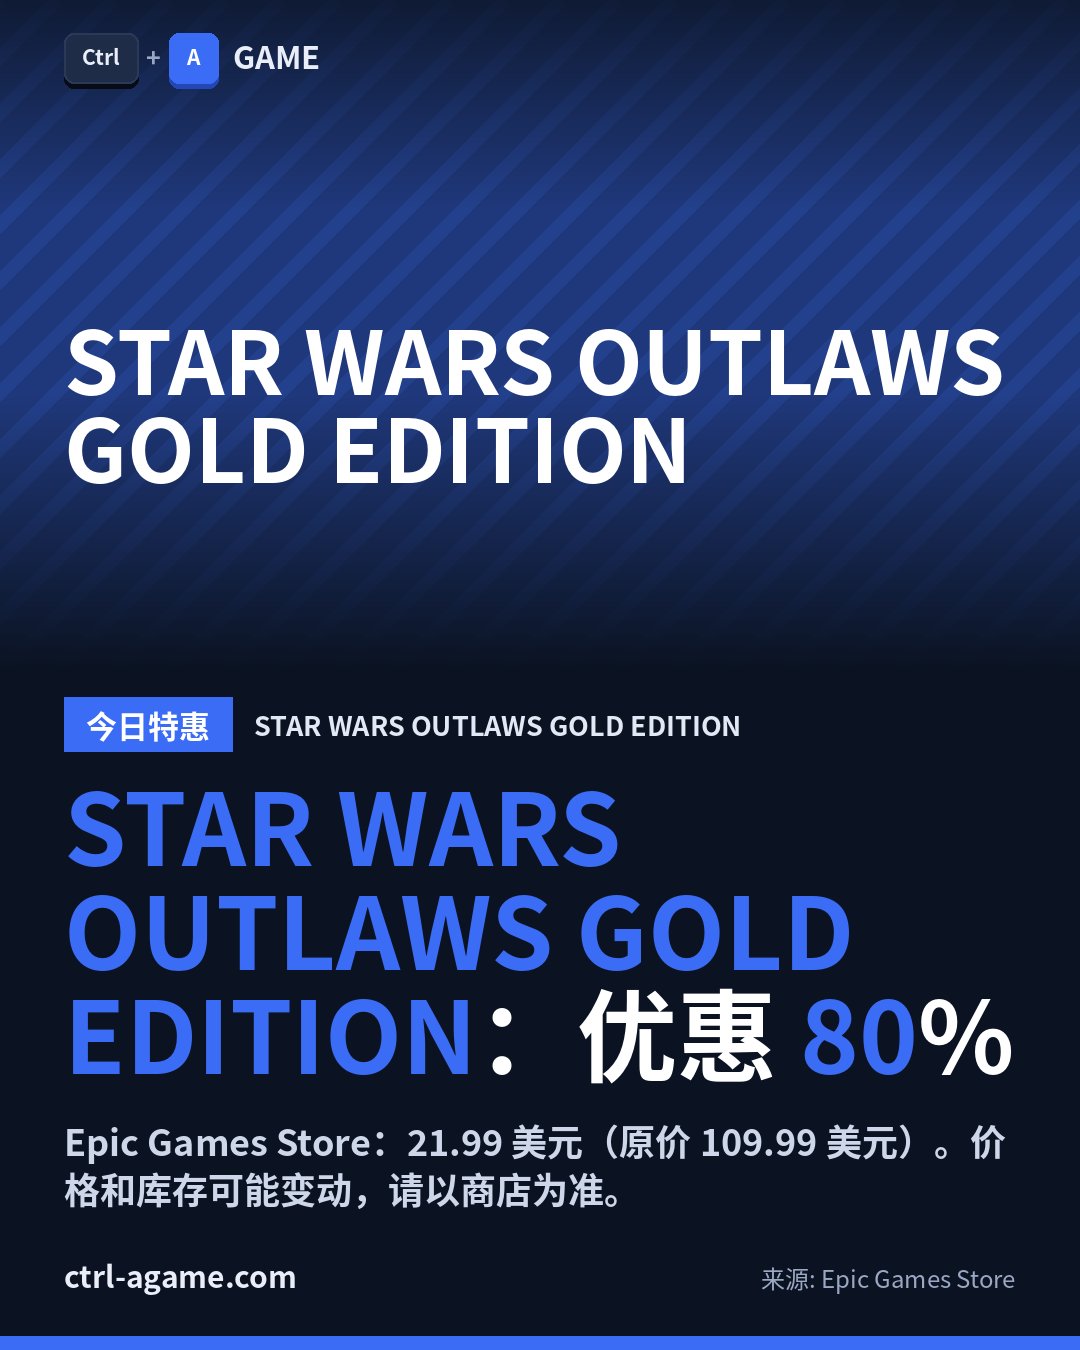 Ctrl + A GAME
STAR WARS OUTLAWS
GOLD EDITION
今日特惠 STAR WARS OUTLAWS GOLD EDITION
STAR WARS
OUTLAWS GOLD
EDITION：优惠 80%
Epic Games Store：21.99 美元（原价 109.99 美元）。价
格和库存可能变动，请以商店为准。
ctrl-agame.com 来源: Epic Games Store